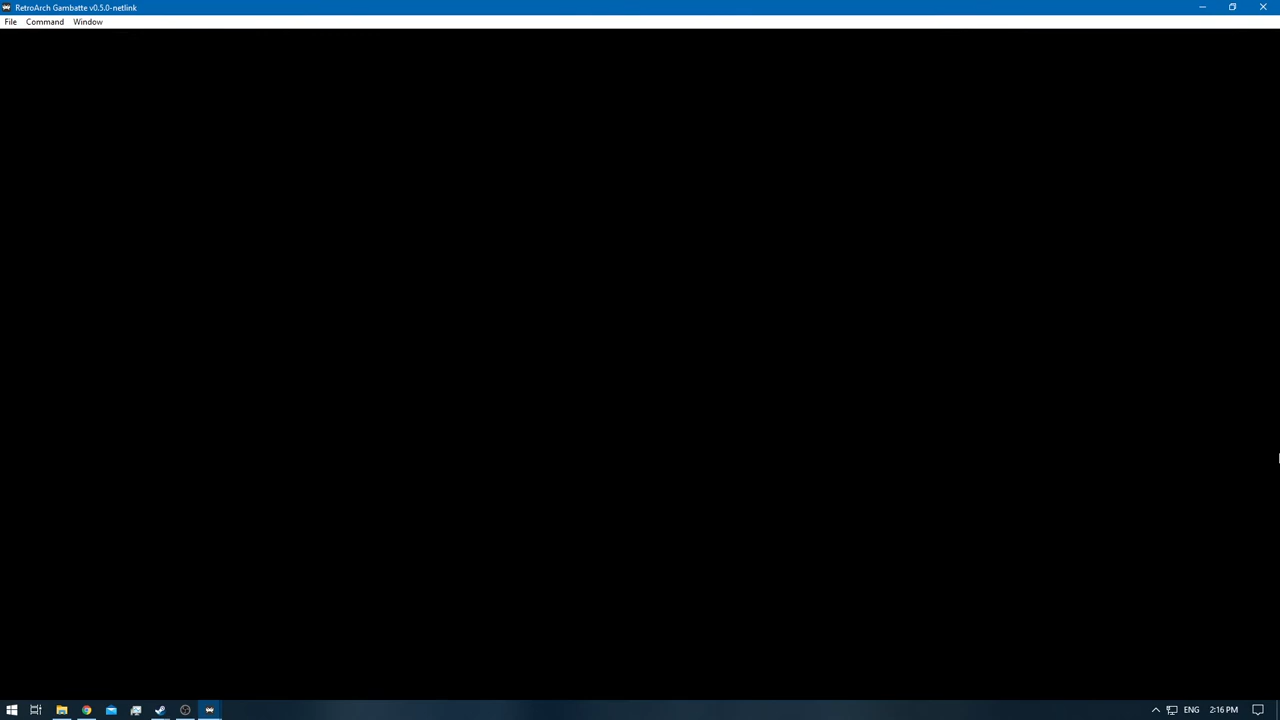 RetroArch Gambatte v0.5.0-netlink
File Command Window
ENG 2:16 PM